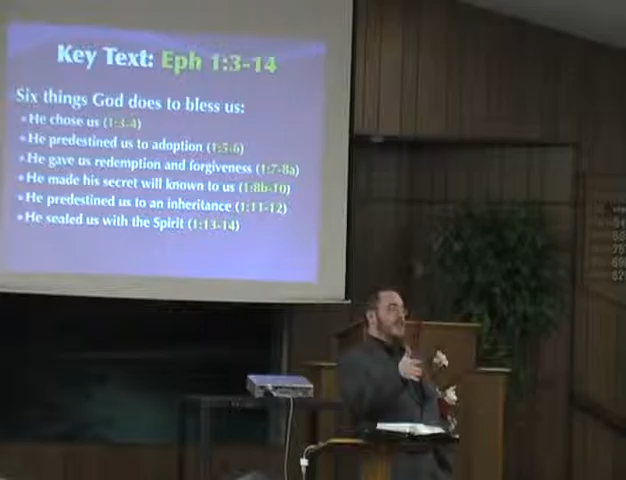 Key Text: Eph 1:3-14
Six things God does to bless us:
• He chose us (1:3-4)
• He predestined us to adoption (1:5-6)
• He gave us redemption and forgiveness (1:7-8a)
• He made his secret will known to us (1:8b-10)
• He predestined us to an inheritance (1:11-12)
• He sealed us with the Spirit (1:13-14)